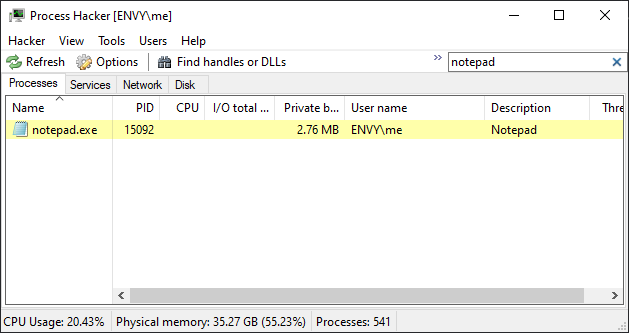 Process Hacker [ENVY\me]
Hacker View Tools Users Help
Refresh Options Find handles or DLLs » notepad
Processes Services Network Disk
Name PID CPU I/O total ... Private b... User name Description Thre
notepad.exe 15092 2.76 MB ENVY\me Notepad
CPU Usage: 20.43% Physical memory: 35.27 GB (55.23%) Processes: 541